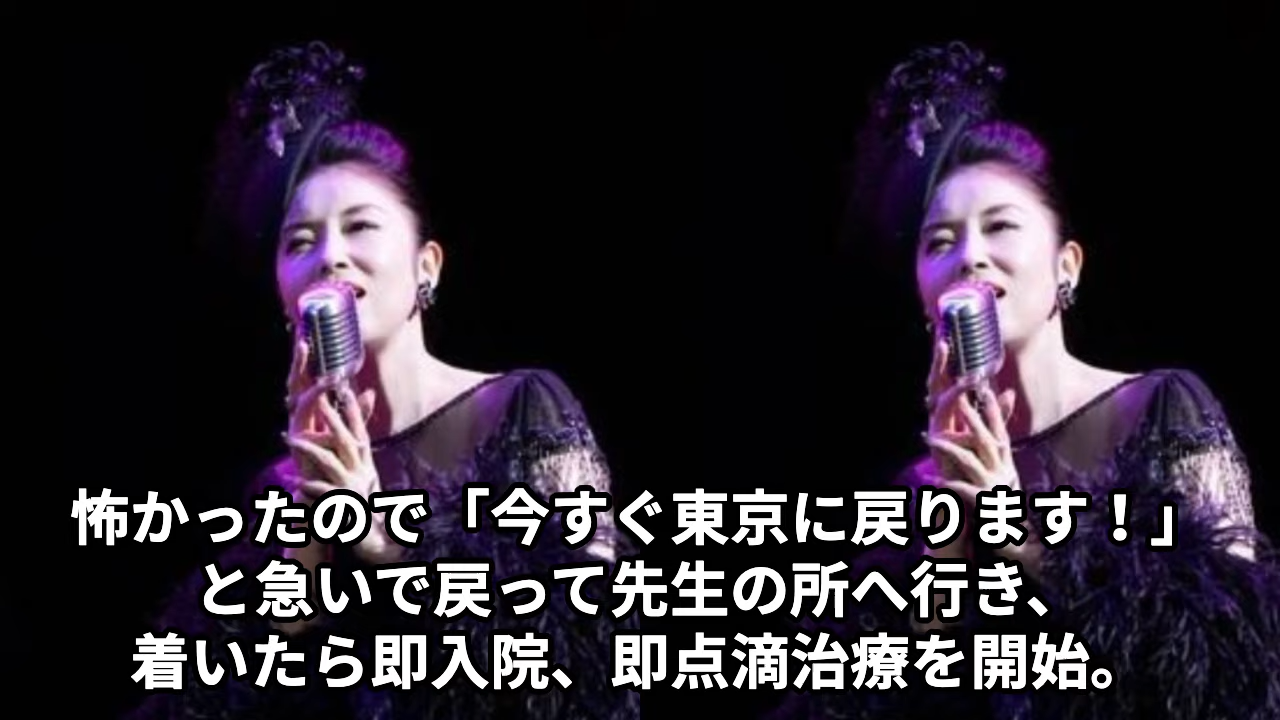 怖かったので「今すぐ東京に戻ります！」
と急いで戻って先生の所へ行き、
着いたら即入院、即点滴治療を開始。